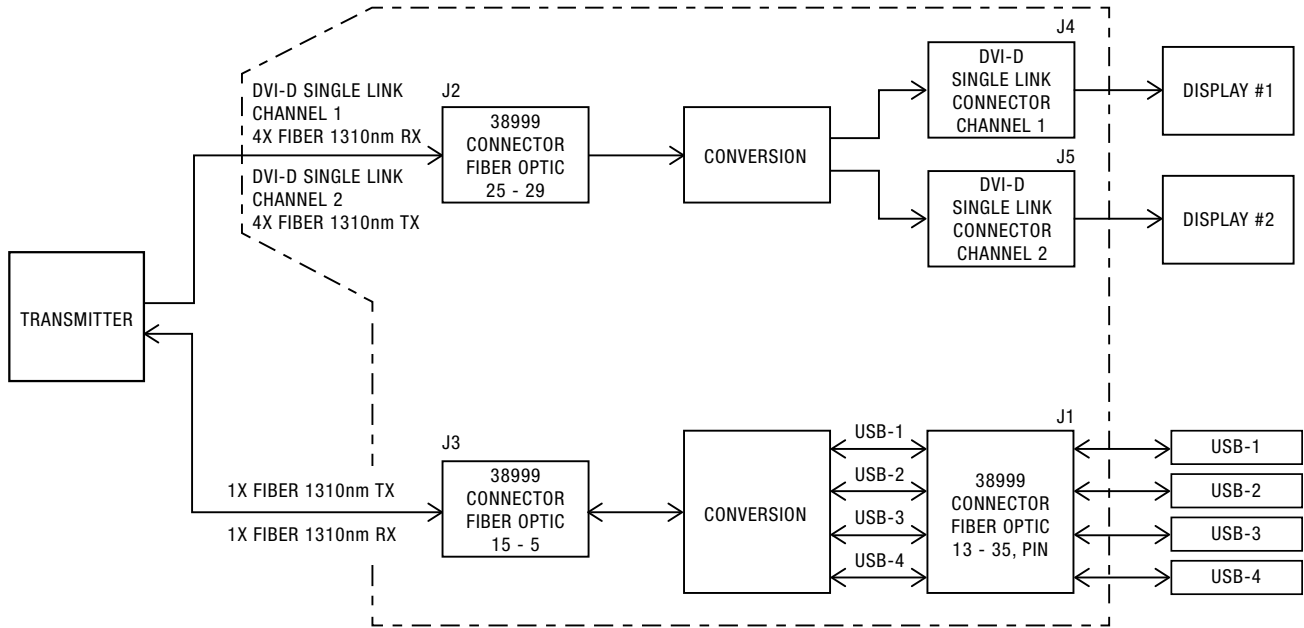 DVI-D SINGLE LINK
CHANNEL 1
4X FIBER 1310nm RX
DVI-D SINGLE LINK
CHANNEL 2
4X FIBER 1310nm TX
J2
38999
CONNECTOR
FIBER OPTIC
25 - 29
CONVERSION
J4
DVI-D
SINGLE LINK
CONNECTOR
CHANNEL 1
DISPLAY #1
J5
DVI-D
SINGLE LINK
CONNECTOR
CHANNEL 2
DISPLAY #2
TRANSMITTER
1X FIBER 1310nm TX
1X FIBER 1310nm RX
J3
38999
CONNECTOR
FIBER OPTIC
15 - 5
CONVERSION
USB-1
USB-2
USB-3
USB-4
J1
38999
CONNECTOR
FIBER OPTIC
13 - 35, PIN
USB-1
USB-2
USB-3
USB-4